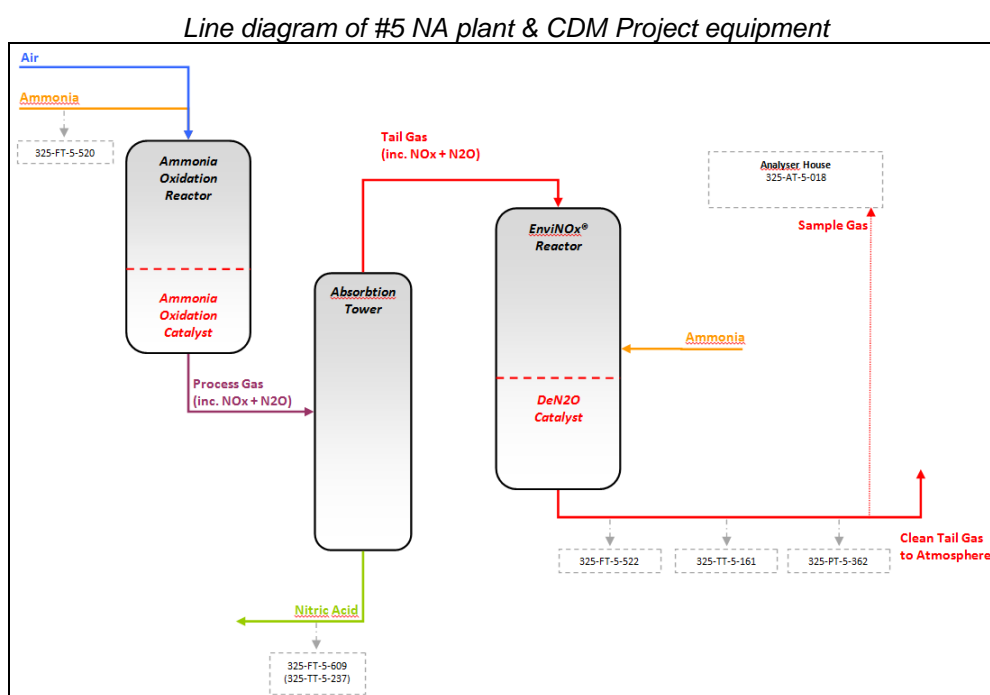 Line diagram of #5 NA plant & CDM Project equipment
Air
Ammonia
325-FT-5-520
Ammonia
Oxidation
Reactor
Ammonia
Oxidation
Catalyst
Process Gas
(inc. NOx + N2O)
Tail Gas
(inc. NOx + N2O)
Absorbtion
Tower
Nitric Acid
325-FT-5-609
(325-TT-5-237)
EnviNOx®
Reactor
Ammonia
DeN2O
Catalyst
Analyser House
325-AT-5-018
Sample Gas
325-FT-5-522
325-TT-5-161
325-PT-5-362
Clean Tail Gas
to Atmosphere